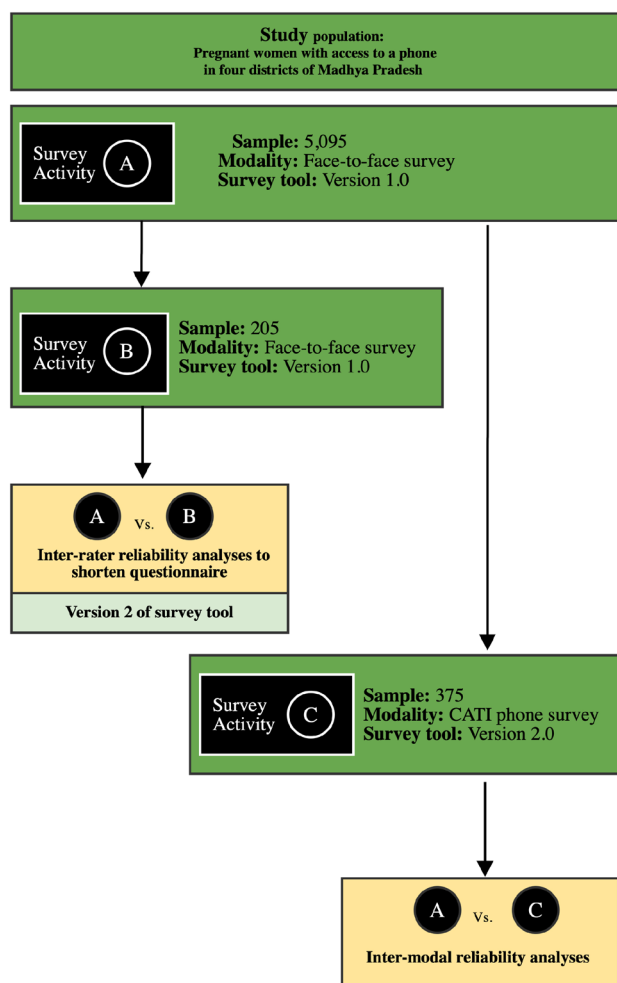 Study population:
Pregnant women with access to a phone
in four districts of Madhya Pradesh
Survey
Activity
A
Sample: 5,095
Modality: Face-to-face survey
Survey tool: Version 1.0
Survey
Activity
B
Sample: 205
Modality: Face-to-face survey
Survey tool: Version 1.0
A Vs. B
Inter-rater reliability analyses to
shorten questionnaire
Version 2 of survey tool
Survey
Activity
C
Sample: 375
Modality: CATI phone survey
Survey tool: Version 2.0
A Vs. C
Inter-modal reliability analyses